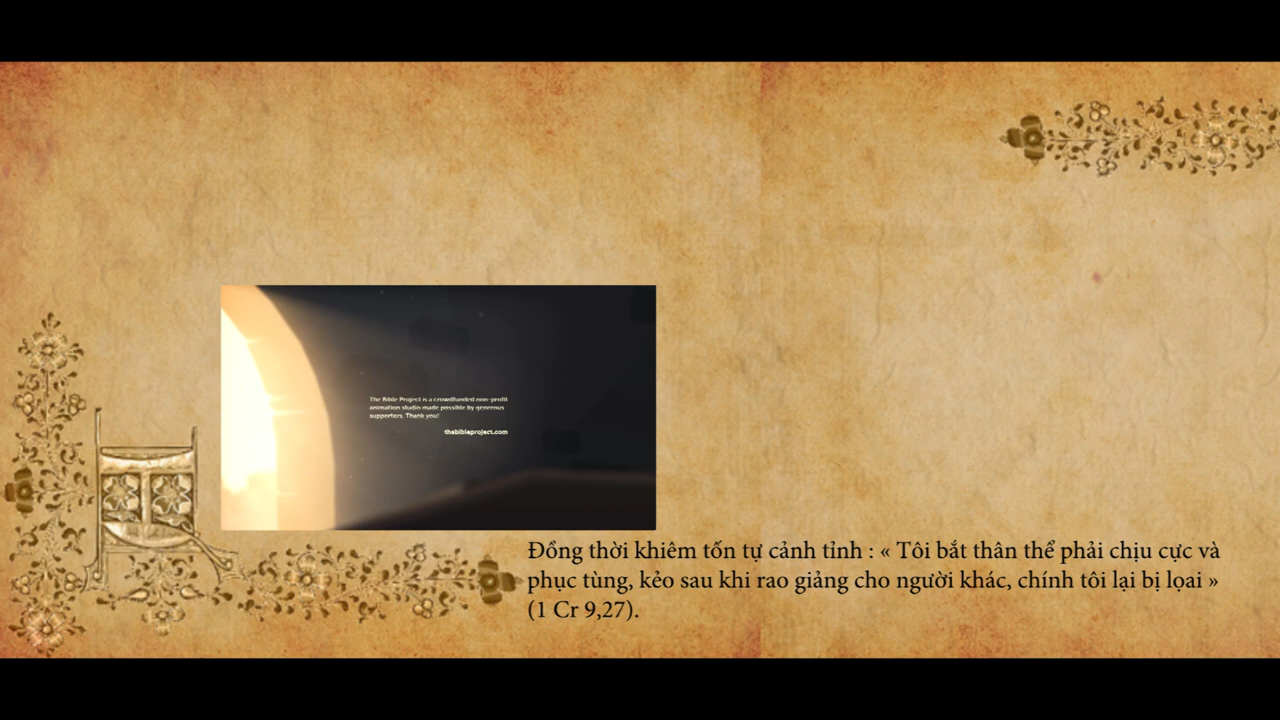 The Bible Project is a crowdfunded non-profit
animation studio made possible by generous
supporters. Thank you!
thebibleproject.com
Đồng thời khiêm tốn tự cảnh tỉnh : « Tôi bắt thân thể phải chịu cực và
phục tùng, kẻo sau khi rao giảng cho người khác, chính tôi lại bị lọai »
(1 Cr 9,27).